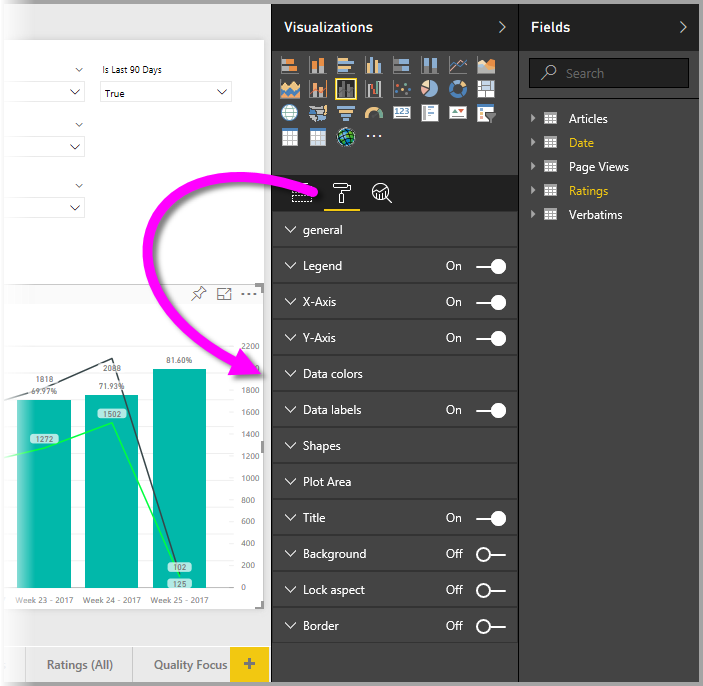 Is Last 90 Days
True
2200
1818
2088
81.60%
69.97%
71.93%
1800
1502
1600
1272
1400
1200
1000
800
600
400
102
200
125
0
Week 23 - 2017
Week 24 - 2017
Week 25 - 2017
Ratings (All)
Quality Focus
+
Visualizations
123
general
Legend On
X-Axis On
Y-Axis On
Data colors
Data labels On
Shapes
Plot Area
Title On
Background Off
Lock aspect Off
Border Off
Fields
Search
Articles
Date
Page Views
Ratings
Verbatims